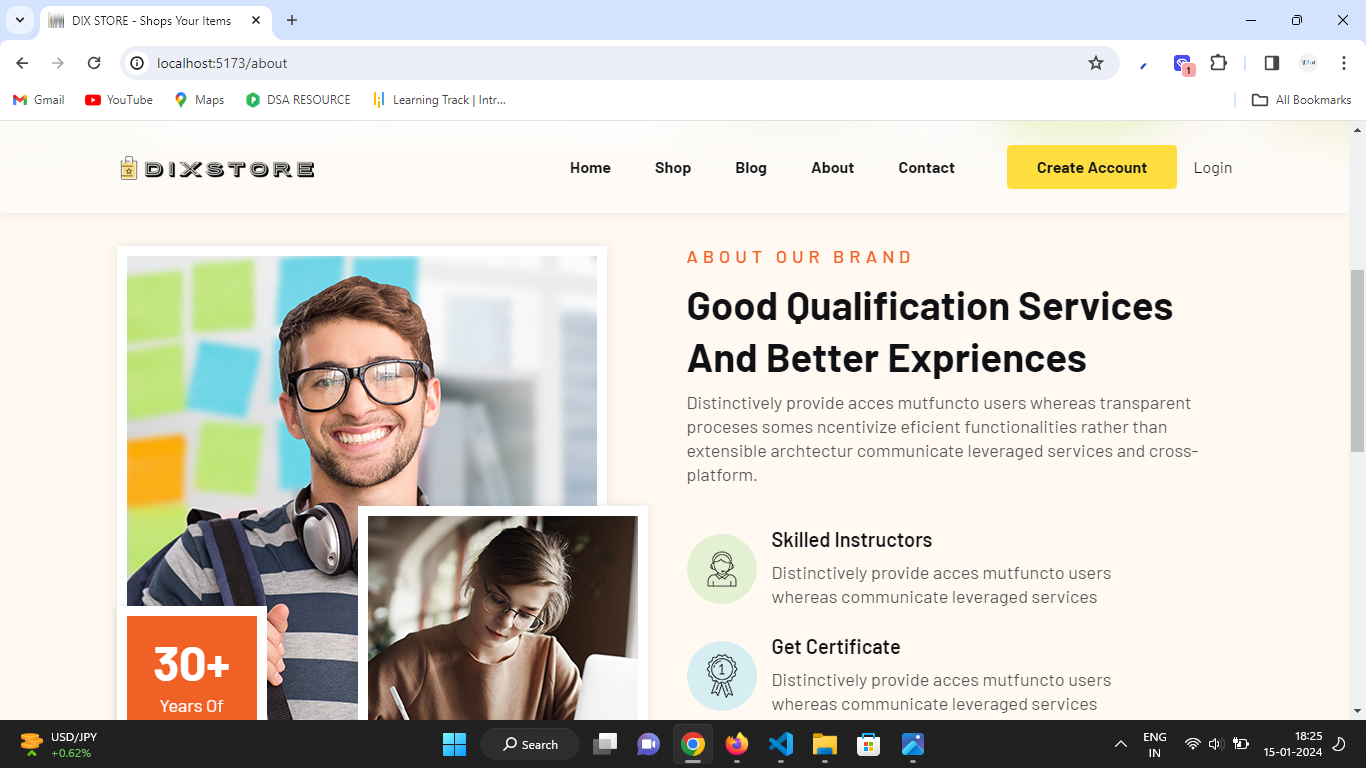 DIX STORE - Shops Your Items
localhost:5173/about
1
Gmail
YouTube
Maps
DSA RESOURCE
Learning Track | Intr...
All Bookmarks
DIXSTORE
Home
Shop
Blog
About
Contact
Create Account
Login
ABOUT OUR BRAND
Good Qualification Services
And Better Expriences
Distinctively provide acces mutfuncto users whereas transparent
proceses somes ncentivize eficient functionalities rather than
extensible archtectur communicate leveraged services and cross-
platform.
Skilled Instructors
Distinctively provide acces mutfuncto users
whereas communicate leveraged services
1
Get Certificate
Distinctively provide acces mutfuncto users
whereas communicate leveraged services
30+
Years Of
USD/JPY
+0.62%
Search
ENG
IN
18:25
15-01-2024